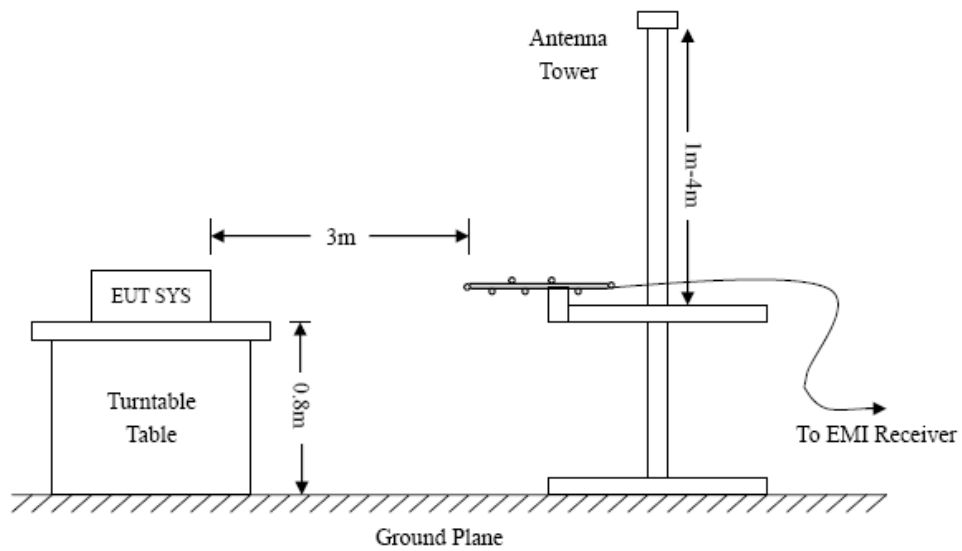 Antenna
Tower
1m-4m
3m
EUT SYS
0.8m
Turntable
Table
To EMI Receiver
Ground Plane